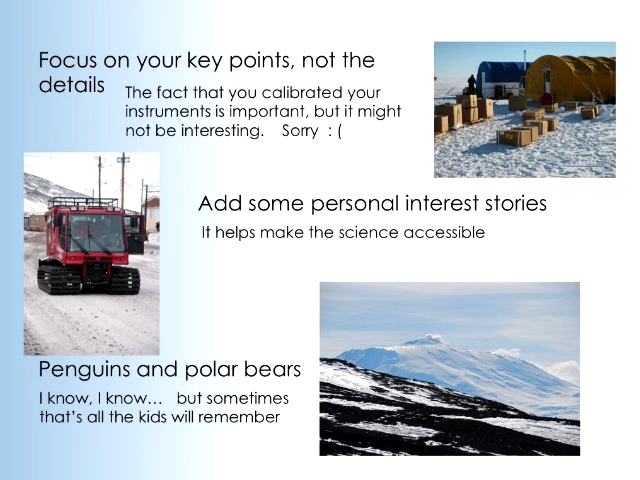 Focus on your key points, not the
details
The fact that you calibrated your
instruments is important, but it might
not be interesting.    Sorry  : (
Add some personal interest stories
It helps make the science accessible
Penguins and polar bears
I know, I know…   but sometimes
that’s all the kids will remember